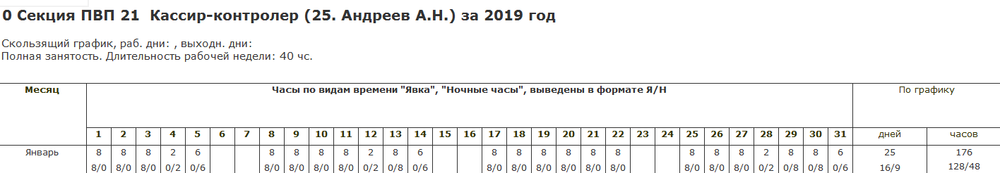 0 Секция ПВП 21 Кассир-контролер (25. Андреев А.Н.) за 2019 год
Скользящий график, раб. дни: , выходн. дни:
Полная занятость. Длительность рабочей недели: 40 чс.
Месяц Часы по видам времени "Явка", "Ночные часы", выведены в формате Я/Н По графику
1 2 3 4 5 6 7 8 9 10 11 12 13 14 15 16 17 18 19 20 21 22 23 24 25 26 27 28 29 30 31 дней часов
Январь 8 8 8 2 6 8 8 8 8 2 8 6 8 8 8 8 8 8 8 8 8 2 8 8 6 25 176
8/0 8/0 8/0 0/2 0/6 8/0 8/0 8/0 8/0 0/2 0/8 0/6 8/0 8/0 8/0 8/0 8/0 8/0 8/0 8/0 8/0 0/2 0/8 0/8 0/6 16/9 128/48